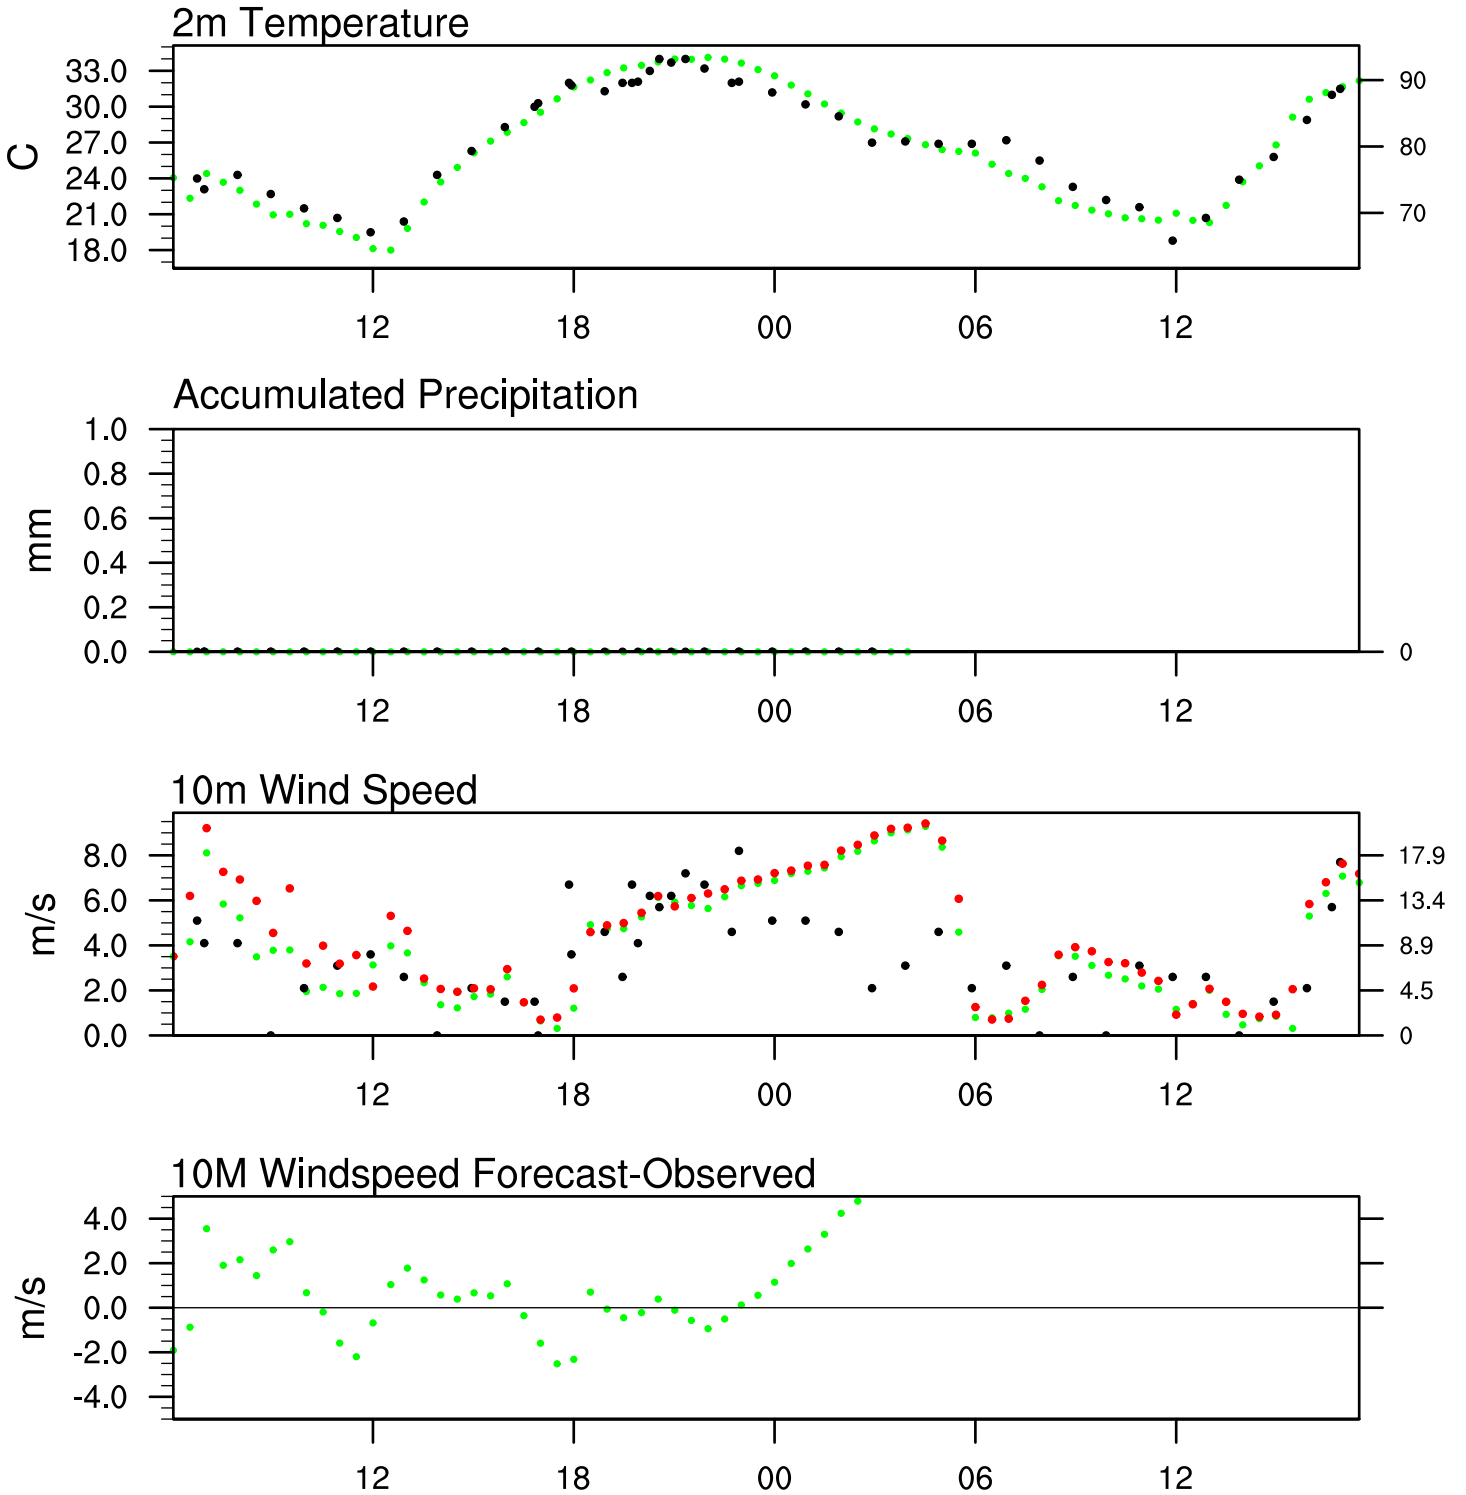 2m Temperature
33.0
30.0
27.0
24.0
21.0
18.0
C
90
80
70
12 18 00 06 12
Accumulated Precipitation
1.0
0.8
0.6
0.4
0.2
0.0
mm
0
12 18 00 06 12
10m Wind Speed
8.0
6.0
4.0
2.0
0.0
m/s
17.9
13.4
8.9
4.5
0
12 18 00 06 12
10M Windspeed Forecast-Observed
4.0
2.0
0.0
-2.0
-4.0
m/s
12 18 00 06 12